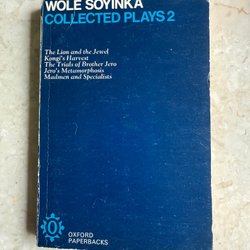 WOLE SOYINKA
COLLECTED PLAYS 2
The Lion and the Jewel
Kongi's Harvest
The Trials of Brother Jero
Jero's Metamorphosis
Madmen and Specialists
OXFORD
PAPERBACKS